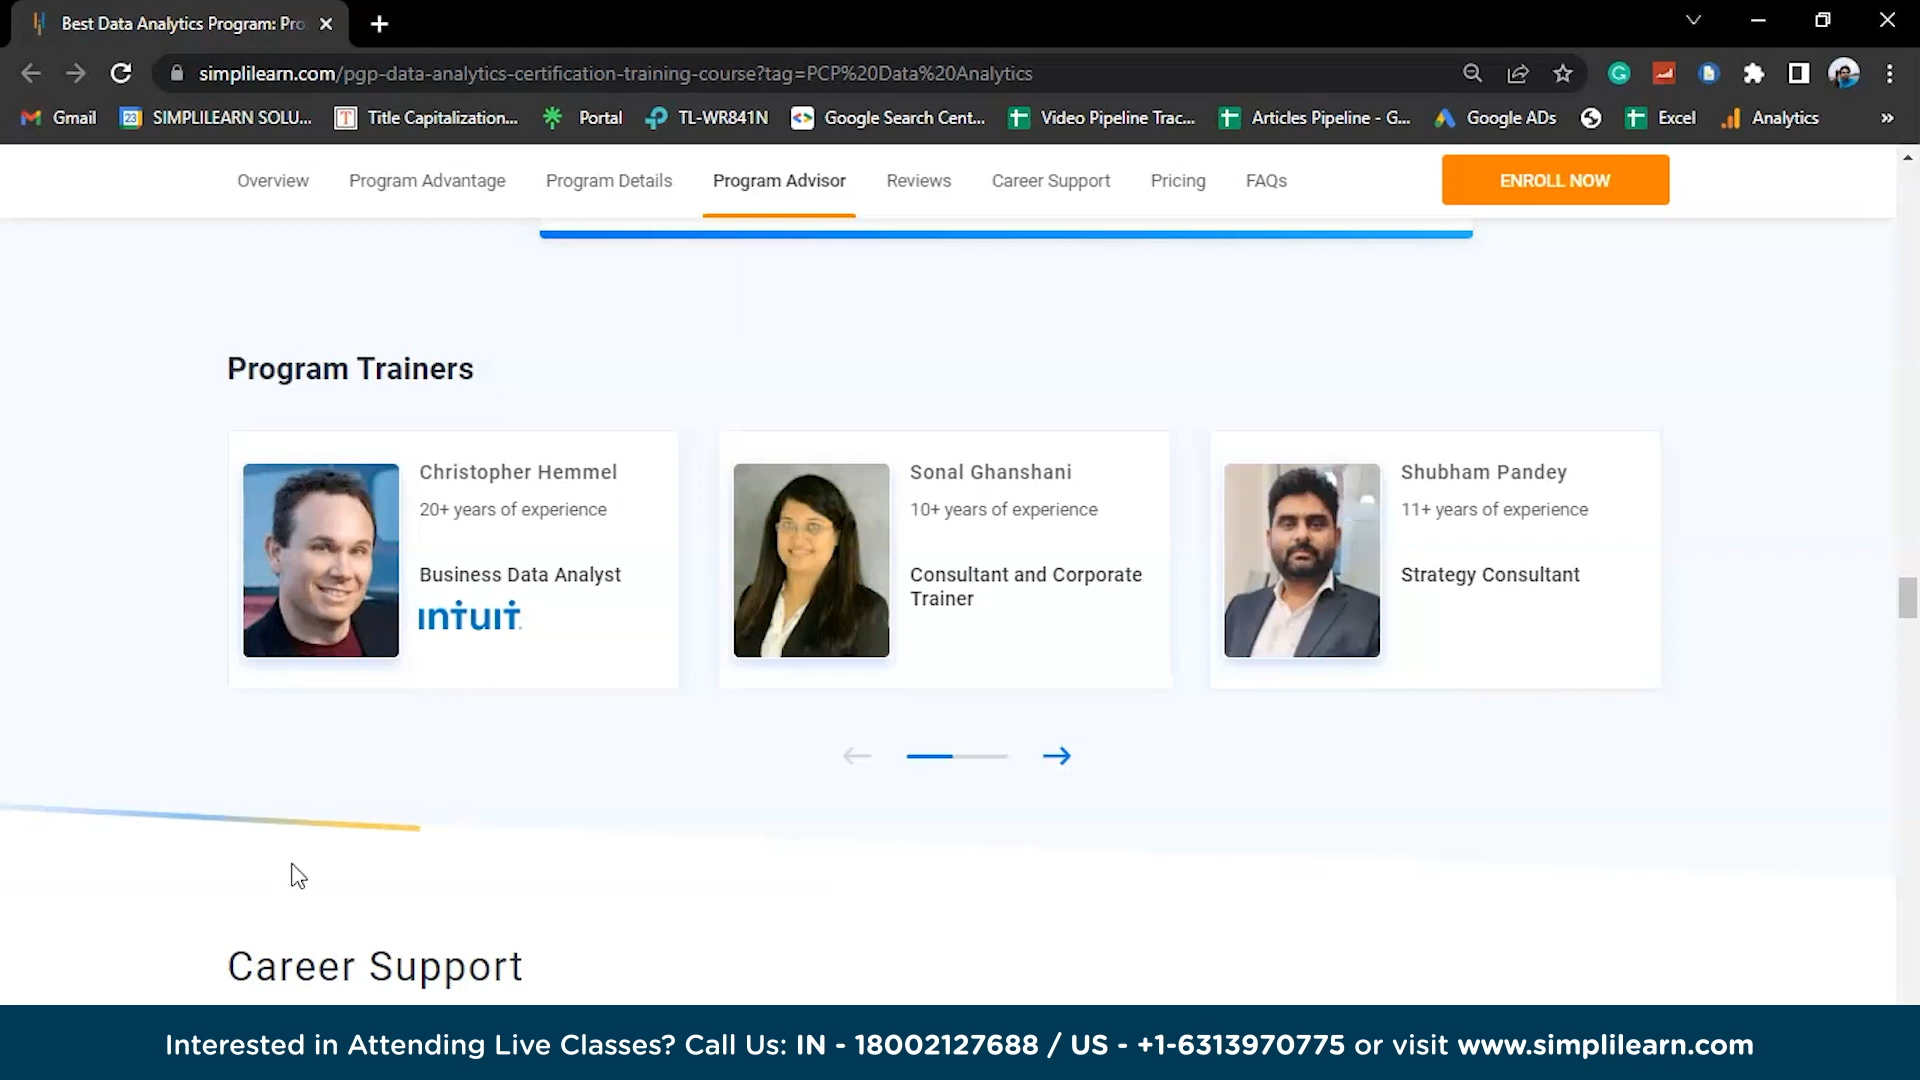 Best Data Analytics Program: Pro
simplilearn.com/pgp-data-analytics-certification-training-course?tag=PCP%20Data%20Analytics
Gmail
23 SIMPLILEARN SOLU...
T Title Capitalization...
Portal
TL-WR841N
Google Search Cent...
Video Pipeline Trac...
Articles Pipeline - G...
Google ADs
Excel
Analytics
»
Overview
Program Advantage
Program Details
Program Advisor
Reviews
Career Support
Pricing
FAQs
ENROLL NOW
Program Trainers
Christopher Hemmel
20+ years of experience
Business Data Analyst
intuit.
Sonal Ghanshani
10+ years of experience
Consultant and Corporate
Trainer
Shubham Pandey
11+ years of experience
Strategy Consultant
Career Support
Interested in Attending Live Classes? Call Us: IN - 18002127688 / US - +1-6313970775 or visit www.simplilearn.com